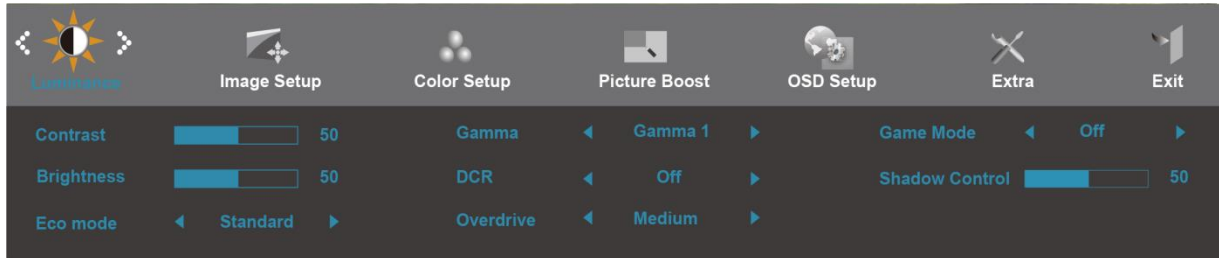 Luminance
Image Setup
Color Setup
Picture Boost
OSD Setup
Extra
Exit
Contrast 50 Gamma Gamma 1 Game Mode Off
Brightness 50 DCR Off Shadow Control 50
Eco mode Standard Overdrive Medium